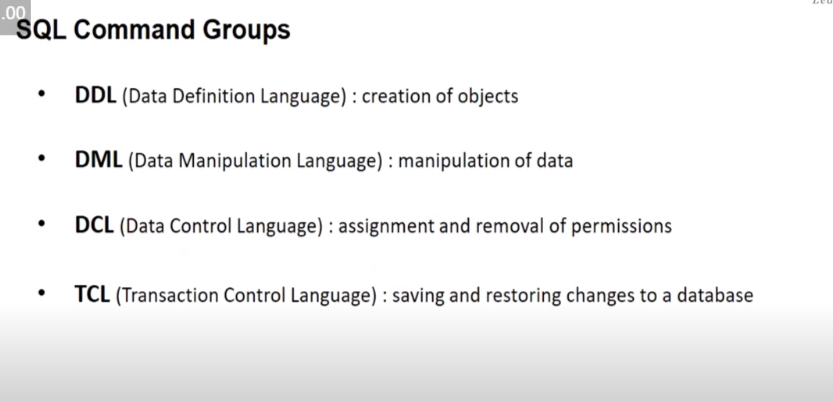 .00
SQL Command Groups
• DDL (Data Definition Language) : creation of objects
• DML (Data Manipulation Language) : manipulation of data
• DCL (Data Control Language) : assignment and removal of permissions
• TCL (Transaction Control Language) : saving and restoring changes to a database